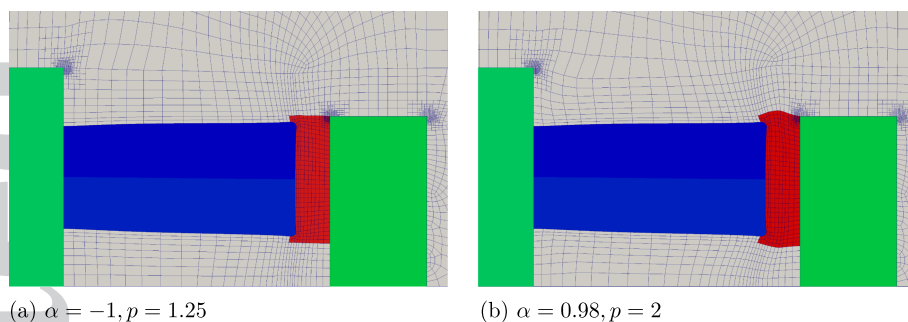 (a) α = −1, p = 1.25
(b) α = 0.98, p = 2